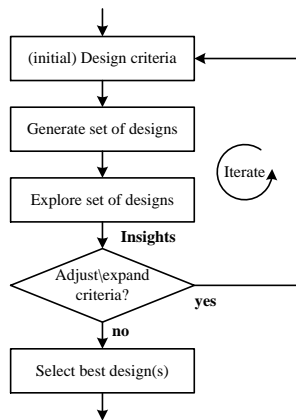 (initial) Design criteria
Generate set of designs
Iterate
Explore set of designs
Insights
Adjust\expand
criteria?
yes
no
Select best design(s)